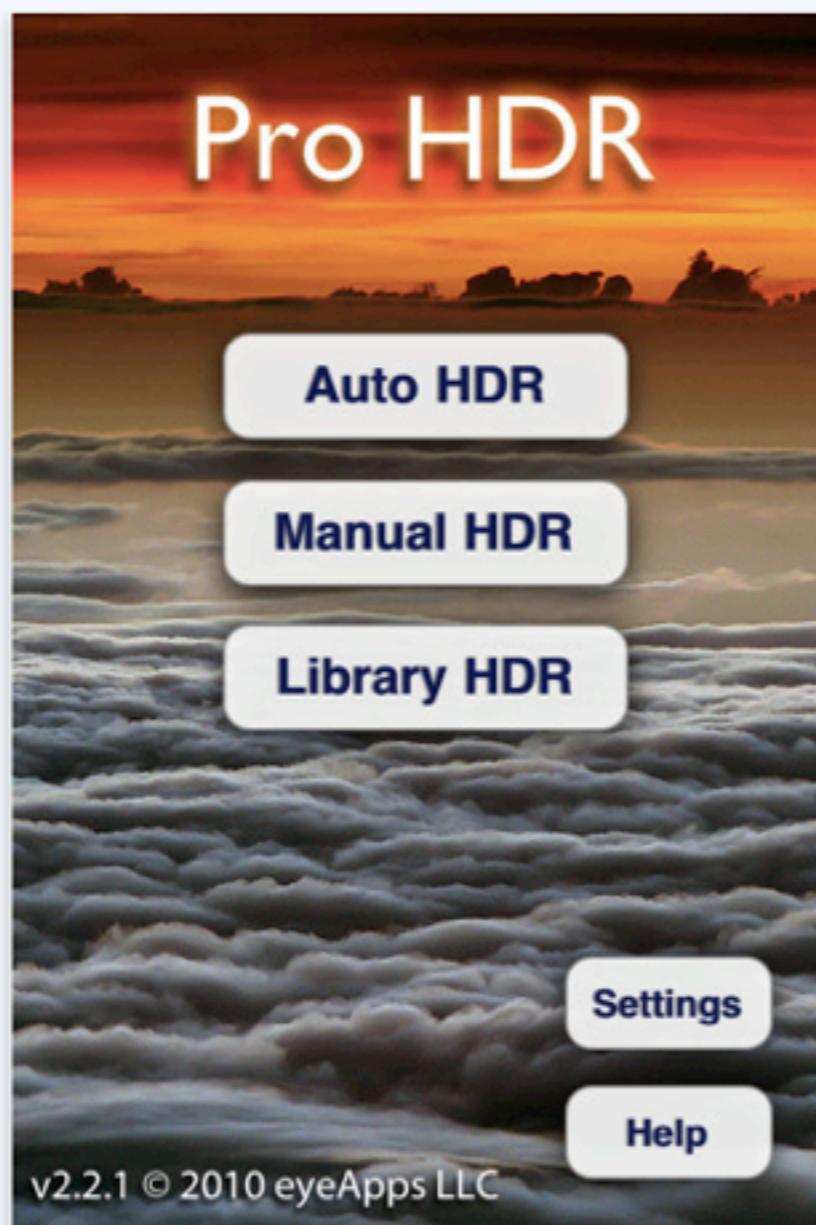 Pro HDR
Auto HDR
Manual HDR
Library HDR
Settings
Help
v2.2.1 © 2010 eyeApps LLC